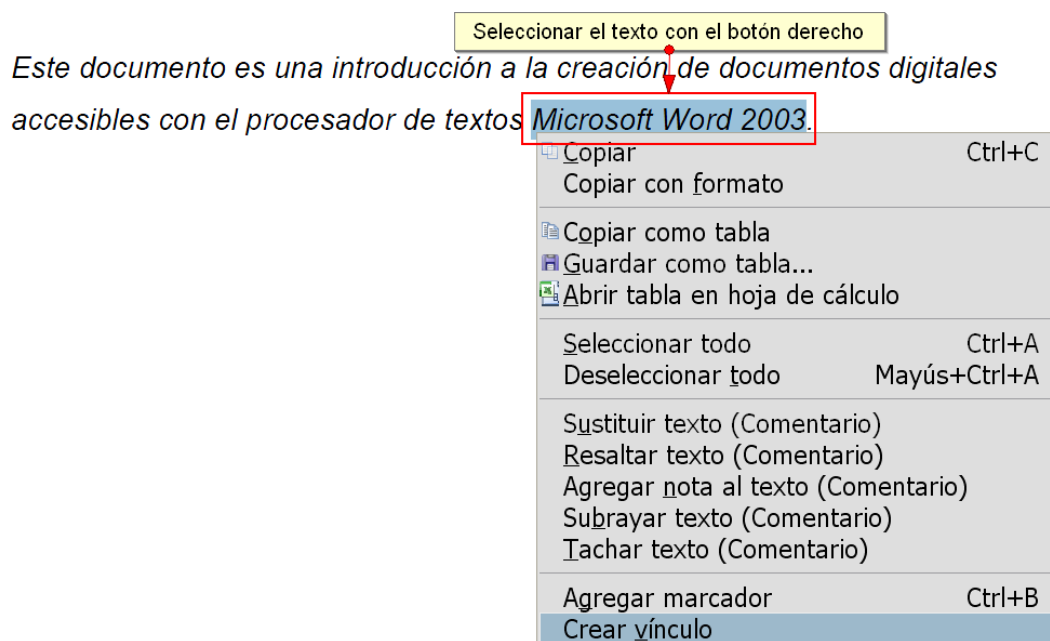 Seleccionar el texto con el botón derecho
Este documento es una introducción a la creación de documentos digitales
accesibles con el procesador de textos Microsoft Word 2003.
Copiar Ctrl+C
Copiar con formato
Copiar como tabla
Guardar como tabla...
Abrir tabla en hoja de cálculo
Seleccionar todo Ctrl+A
Deseleccionar todo Mayús+Ctrl+A
Sustituir texto (Comentario)
Resaltar texto (Comentario)
Agregar nota al texto (Comentario)
Subrayar texto (Comentario)
Tachar texto (Comentario)
Agregar marcador Ctrl+B
Crear vínculo